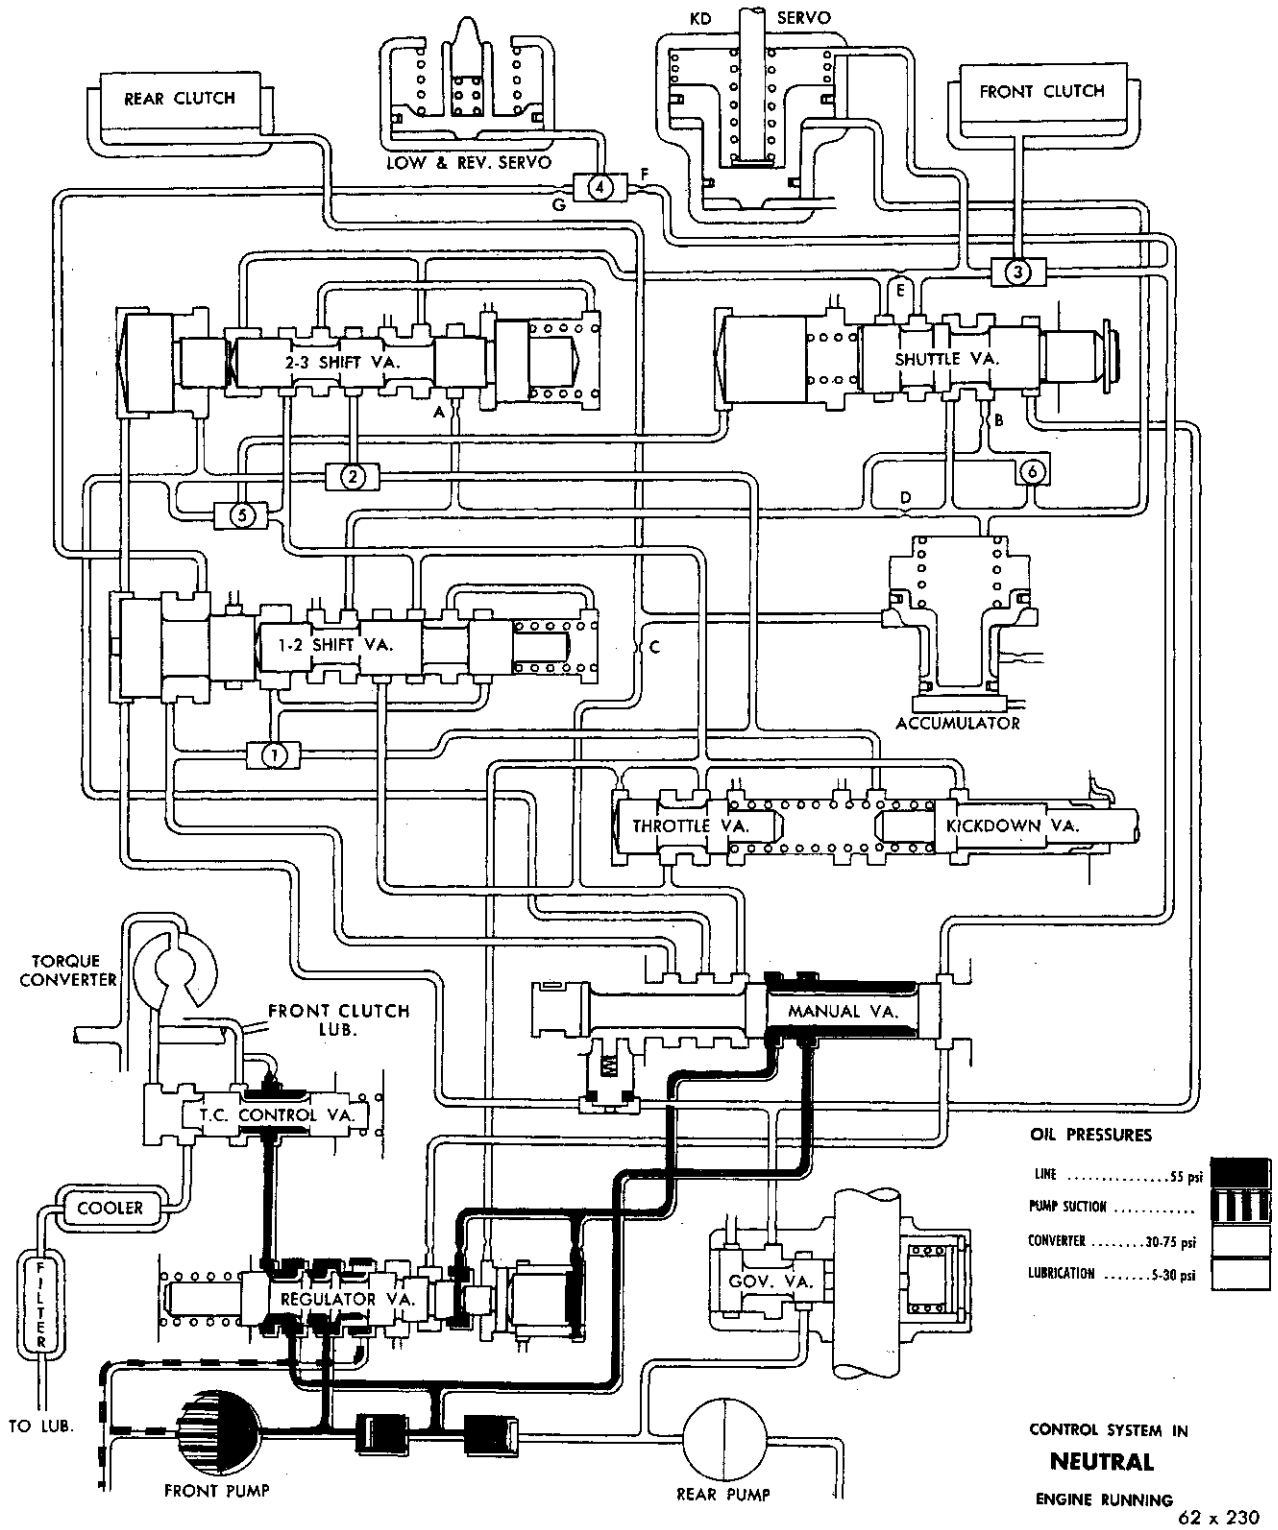 KD SERVO
REAR CLUTCH
FRONT CLUTCH
LOW & REV. SERVO
F
4
G
3
E
2-3 SHIFT VA.
SHUTTLE VA.
A
B
2
6
5
D
1-2 SHIFT VA.
C
ACCUMULATOR
1
THROTTLE VA.
KICKDOWN VA.
TORQUE
CONVERTER
FRONT CLUTCH
LUB.
MANUAL VA.
T.C. CONTROL VA.
OIL PRESSURES
LINE ...............55 psi
PUMP SUCTION ............
CONVERTER ........30-75 psi
LUBRICATION .......5-30 psi
COOLER
FILTER
REGULATOR VA.
GOV. VA.
TO LUB.
FRONT PUMP
REAR PUMP
CONTROL SYSTEM IN
NEUTRAL
ENGINE RUNNING
62 x 230